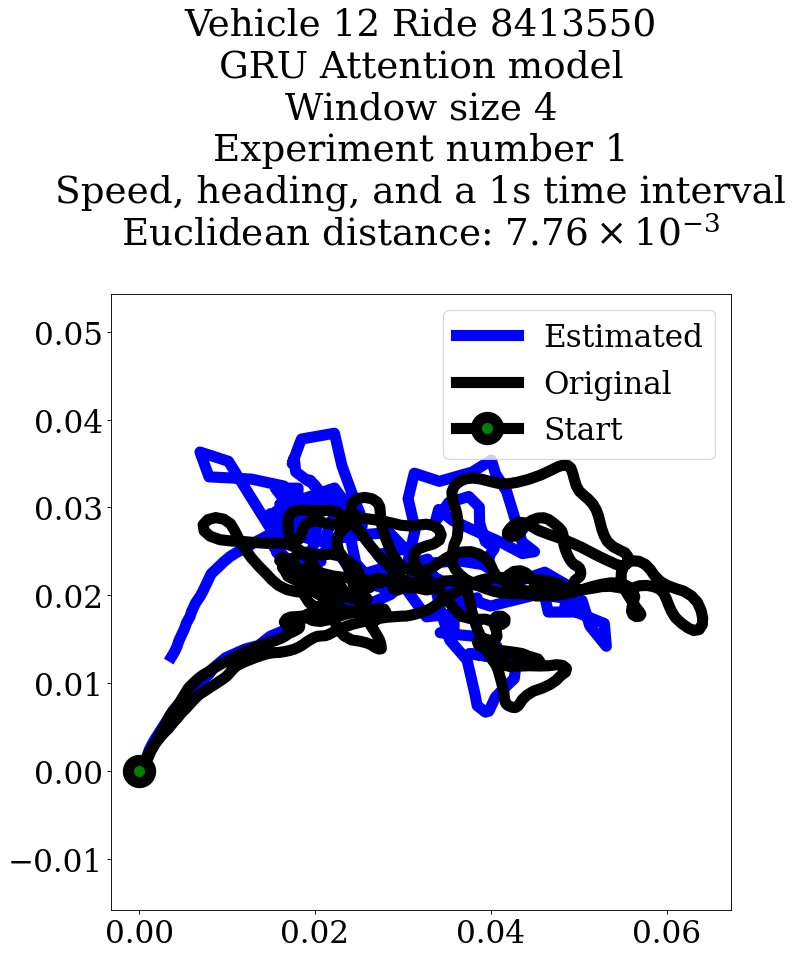 Vehicle 12 Ride 8413550
GRU Attention model
Window size 4
Experiment number 1
Speed, heading, and a 1s time interval
Euclidean distance: 7.76 × 10⁻³
Estimated
Original
Start
0.05
0.04
0.03
0.02
0.01
0.00
−0.01
0.00 0.02 0.04 0.06